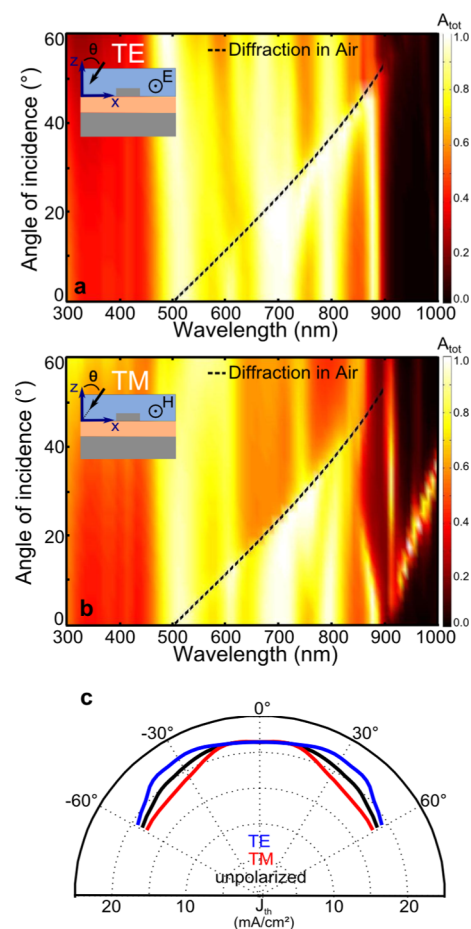 A_tot
60
z
θ
TE
Diffraction in Air
1.0
E
x
0.8
40
0.6
20
0.4
0.2
a
0
0.0
300 400 500 600 700 800 900 1000
Angle of incidence (°)
Wavelength (nm)
A_tot
60
z
θ
TM
Diffraction in Air
1.0
H
x
0.8
40
0.6
20
0.4
0.2
b
0
0.0
300 400 500 600 700 800 900 1000
Angle of incidence (°)
Wavelength (nm)
c
0°
-30°
30°
-60°
60°
TE
TM
unpolarized
20 10 J_th 10 20
(mA/cm²)